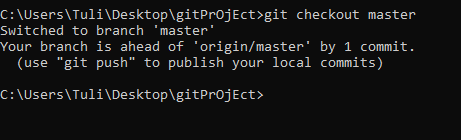 C:\Users\Tuli\Desktop\gitPrOjEct>git checkout master
Switched to branch 'master'
Your branch is ahead of 'origin/master' by 1 commit.
  (use "git push" to publish your local commits)
C:\Users\Tuli\Desktop\gitPrOjEct>